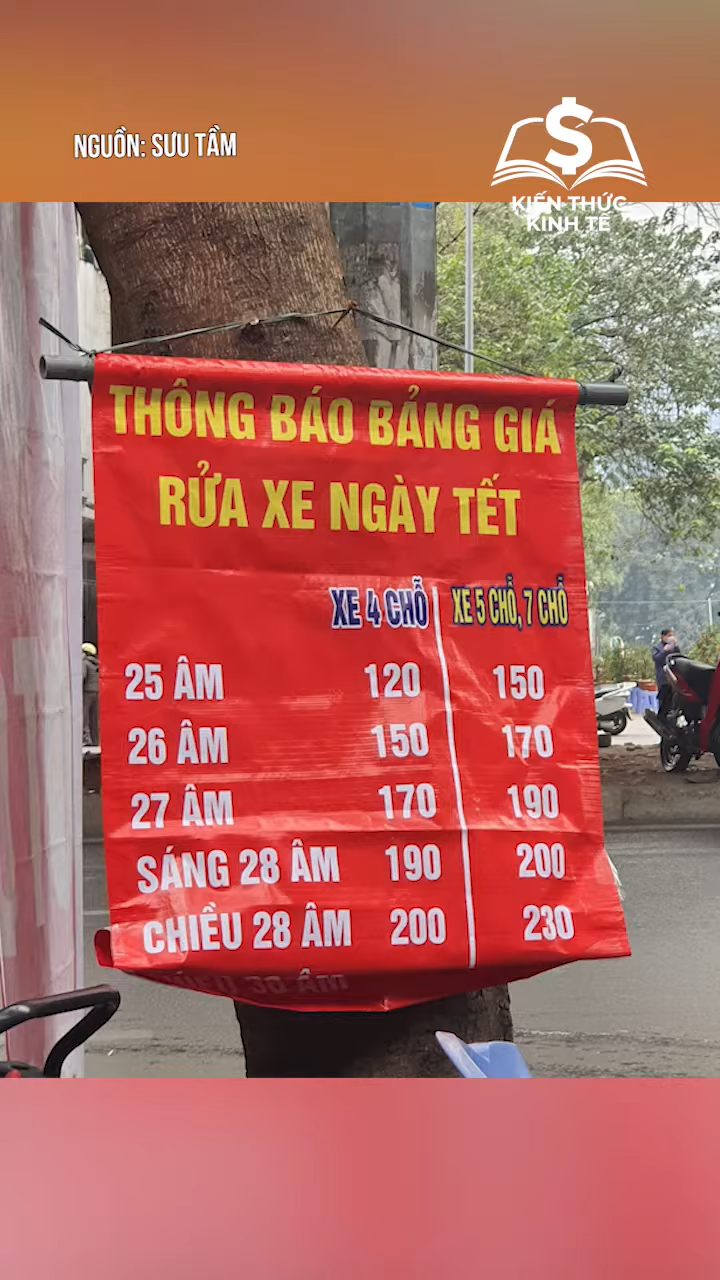 NGUỒN: SƯU TẦM
KIẾN THỨC
KINH TẾ
THÔNG BÁO BẢNG GIÁ
RỬA XE NGÀY TẾT
XE 4 CHỖ XE 5 CHỖ, 7 CHỖ
25 ÂM 120 150
26 ÂM 150 170
27 ÂM 170 190
SÁNG 28 ÂM 190 200
CHIỀU 28 ÂM 200 230
30 ÂM